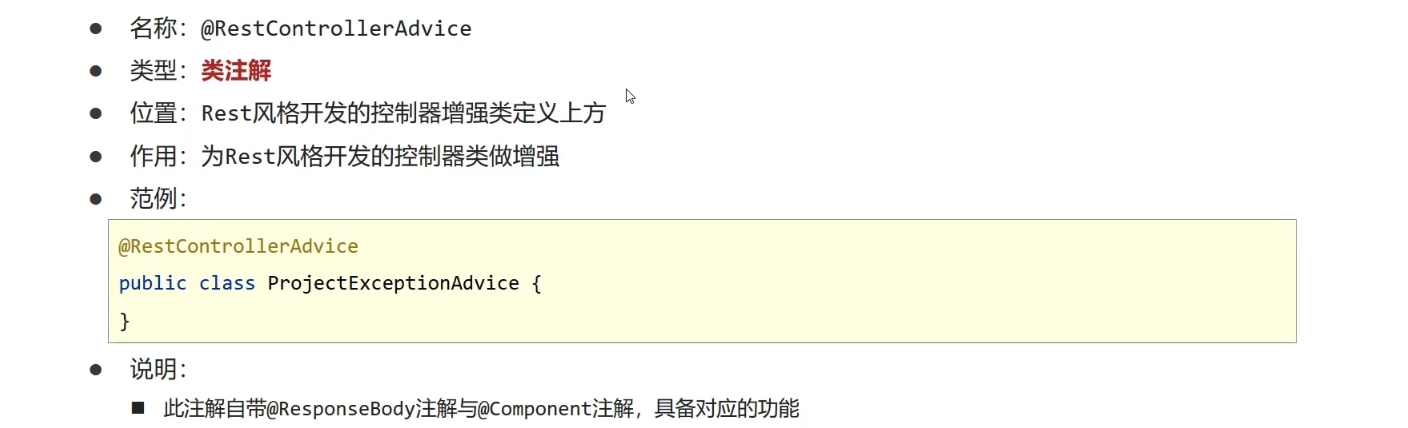 ● 名称：@RestControllerAdvice
● 类型：类注解
● 位置：Rest风格开发的控制器增强类定义上方
● 作用：为Rest风格开发的控制器类做增强
● 范例：
@RestControllerAdvice
public class ProjectExceptionAdvice {
}
● 说明：
■ 此注解自带@ResponseBody注解与@Component注解，具备对应的功能